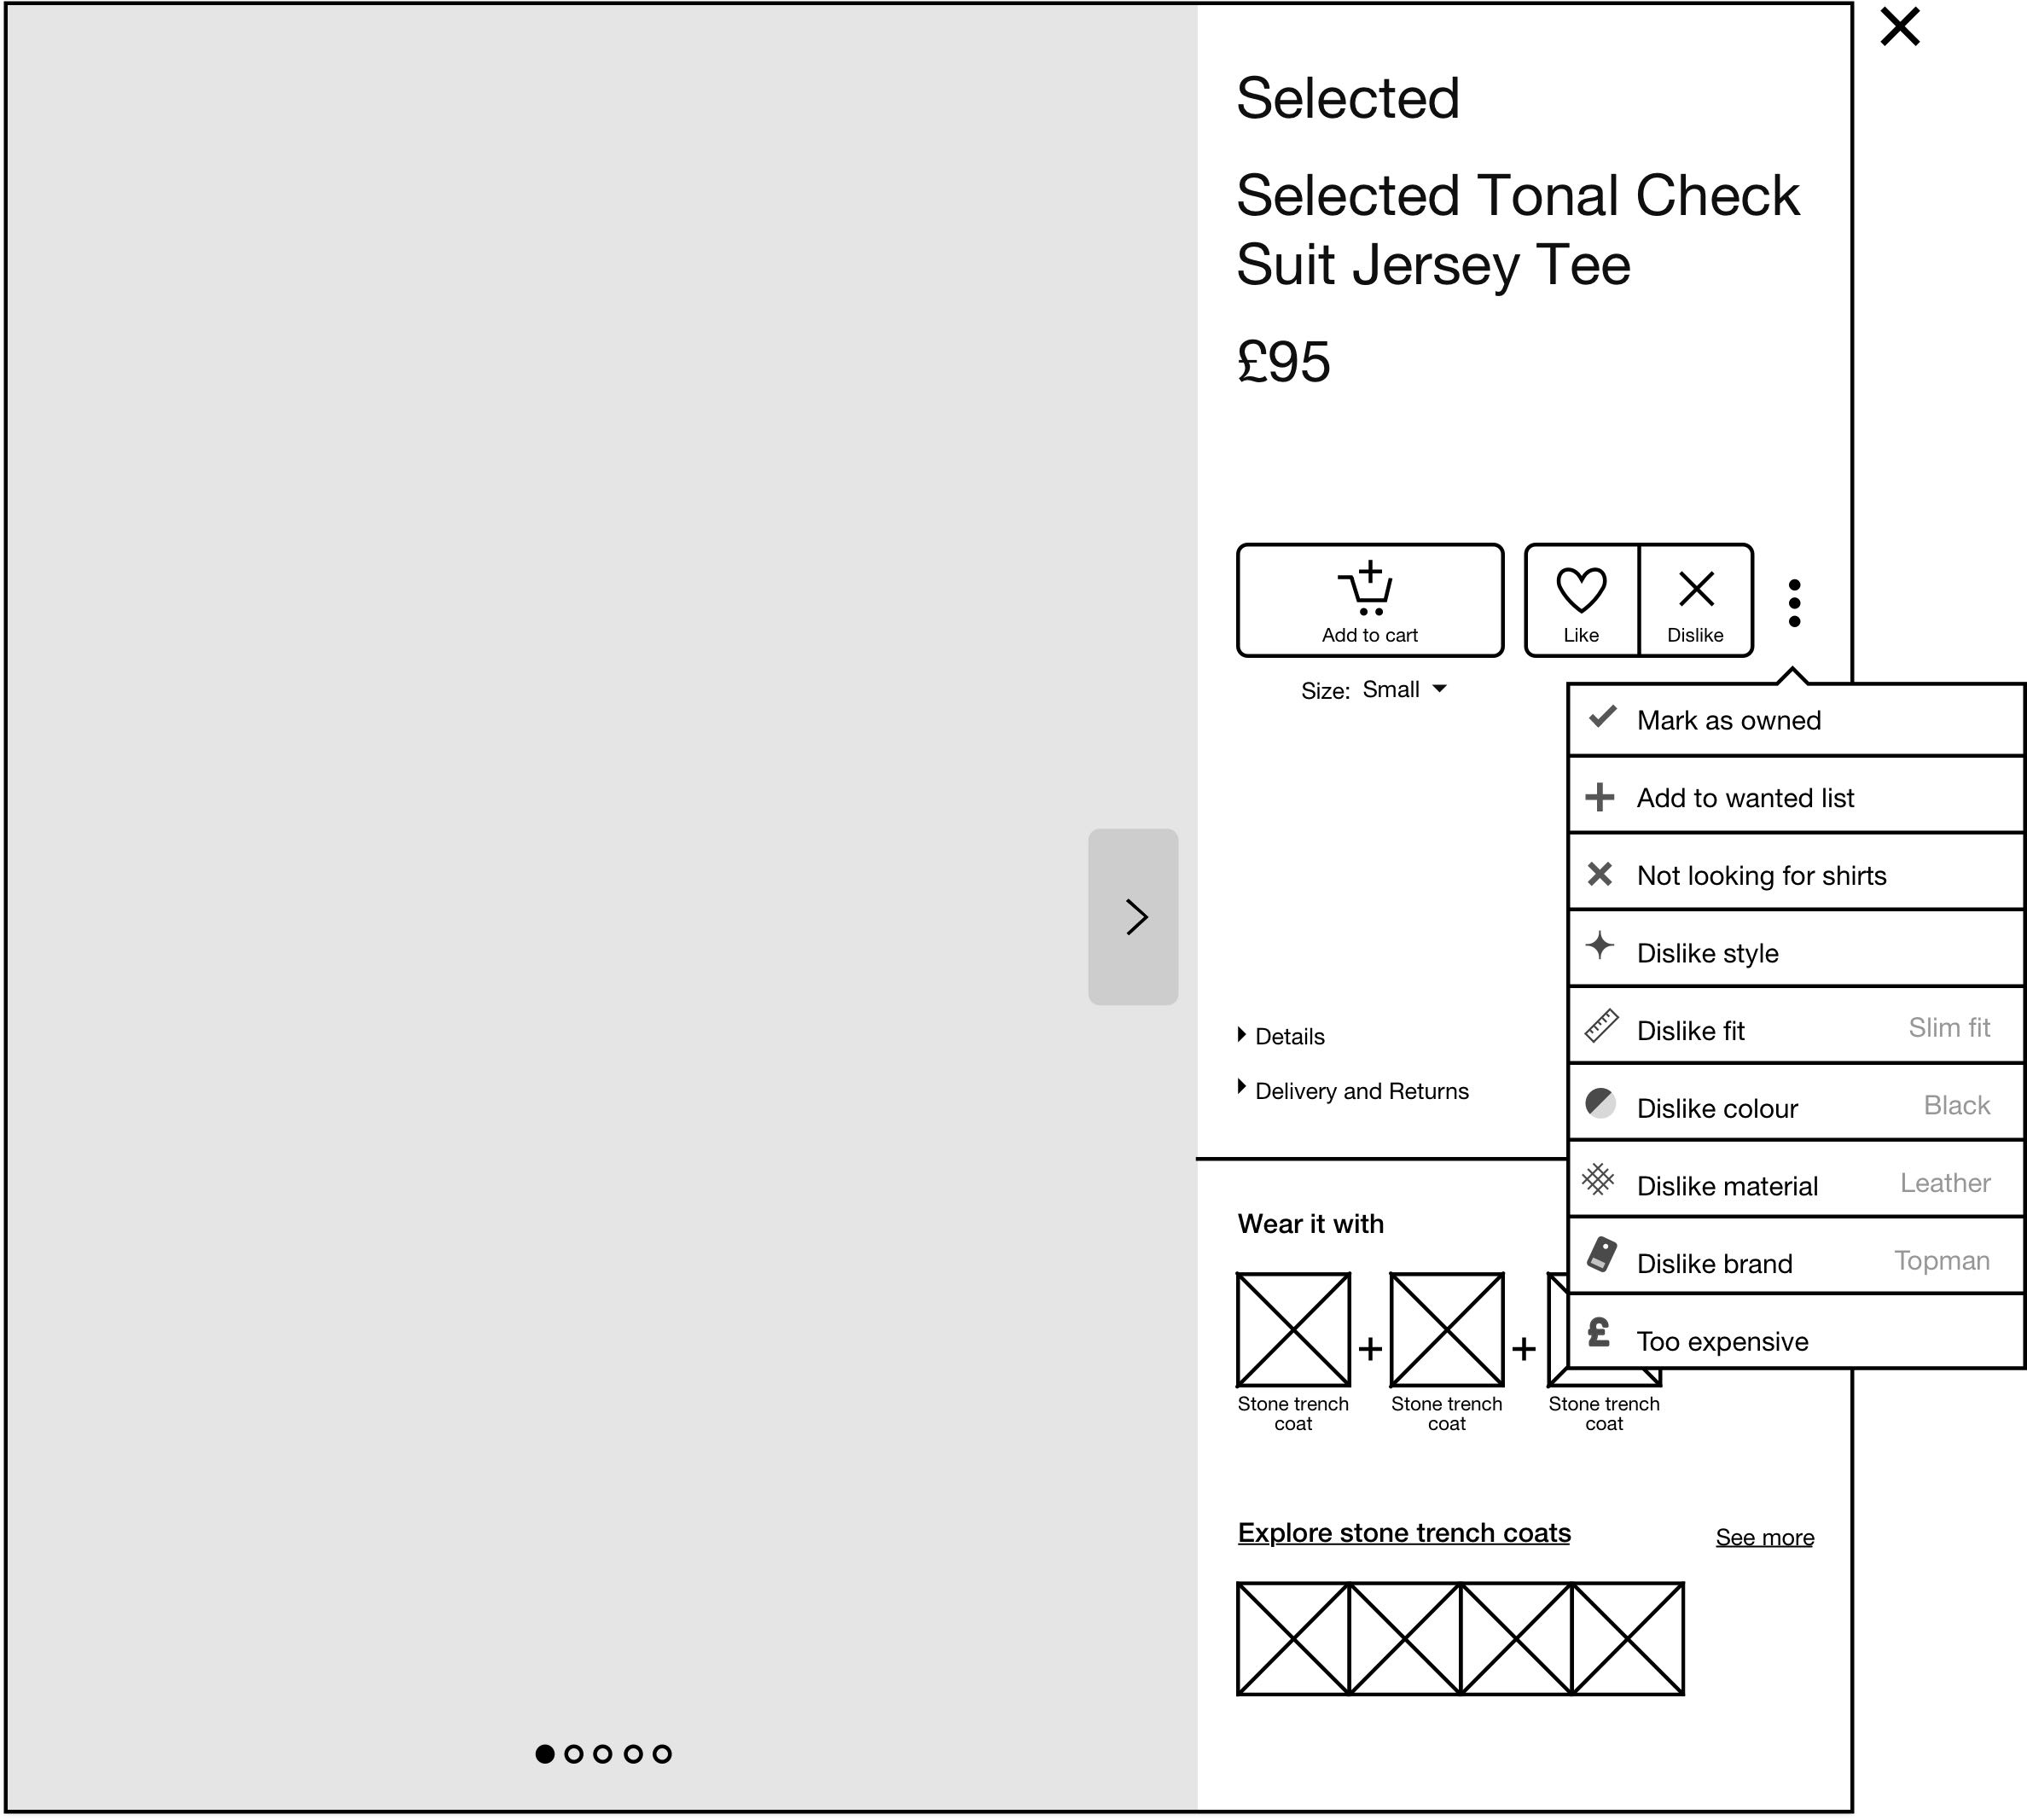 Selected
Selected Tonal Check
Suit Jersey Tee
£95
Add to cart
Like
Dislike
Size: Small
Mark as owned
Add to wanted list
Not looking for shirts
Dislike style
Dislike fit Slim fit
Dislike colour Black
Dislike material Leather
Dislike brand Topman
£ Too expensive
Details
Delivery and Returns
Wear it with
Stone trench
coat
Stone trench
coat
Stone trench
coat
Explore stone trench coats
See more